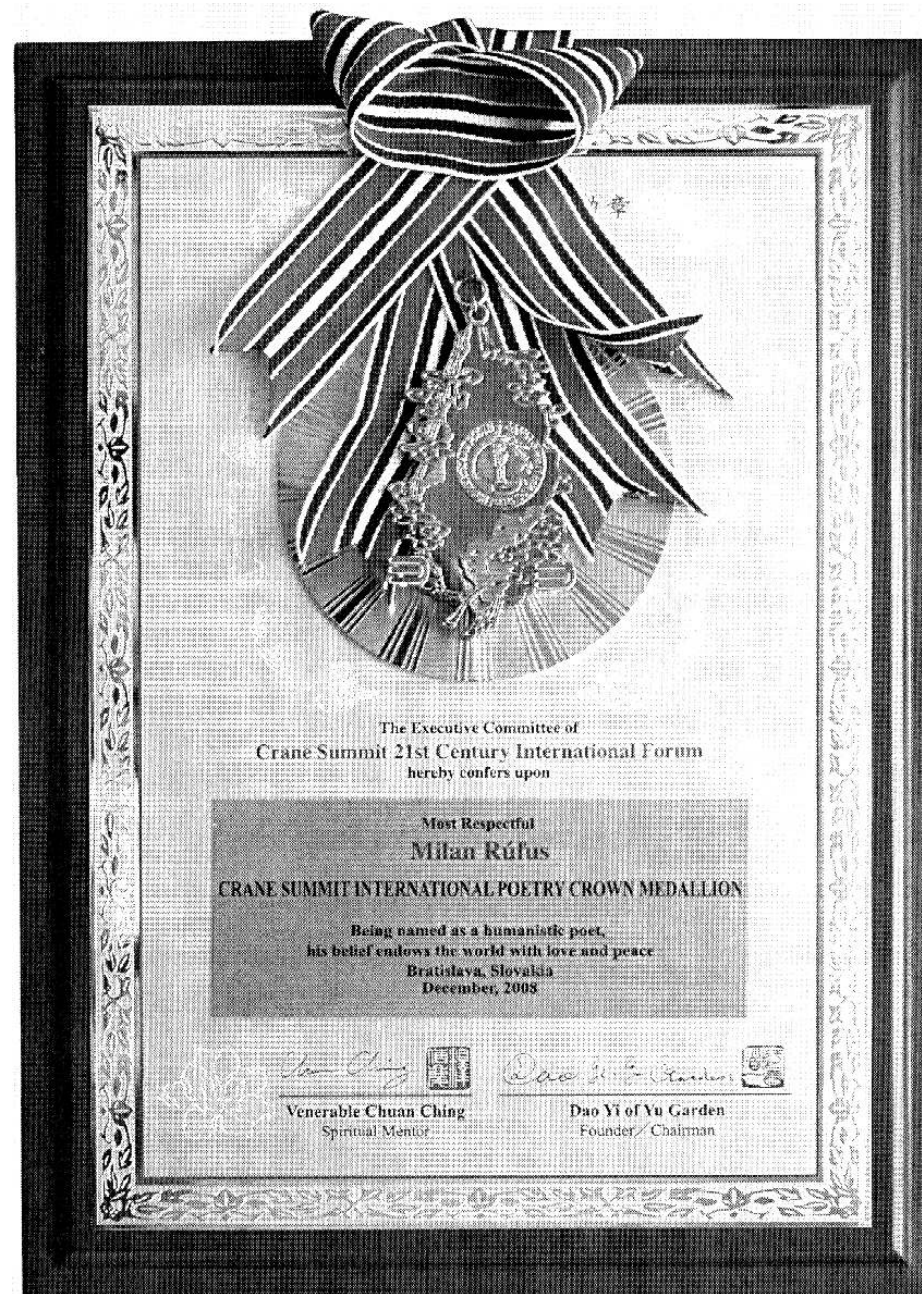 章
The Executive Committee of
Crane Summit 21st Century International Forum
hereby confers upon
Most Respectful
Milan Rúfus
CRANE SUMMIT INTERNATIONAL POETRY CROWN MEDALLION
Being named as a humanistic poet,
his belief endows the world with love and peace
Bratislava, Slovakia
December, 2008
Venerable Chuan Ching
Spiritual Mentor
Dao Yi of Yu Garden
Founder／Chairman